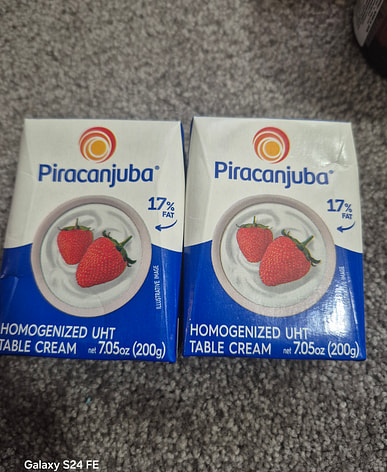 Piracanjuba®
17%
FAT
ILLUSTRATIVE IMAGE
HOMOGENIZED UHT
TABLE CREAM net 7.05oz (200g)
Piracanjuba®
17%
FAT
ILLUSTRATIVE IMAGE
HOMOGENIZED UHT
TABLE CREAM net 7.05oz (200g)
Galaxy S24 FE